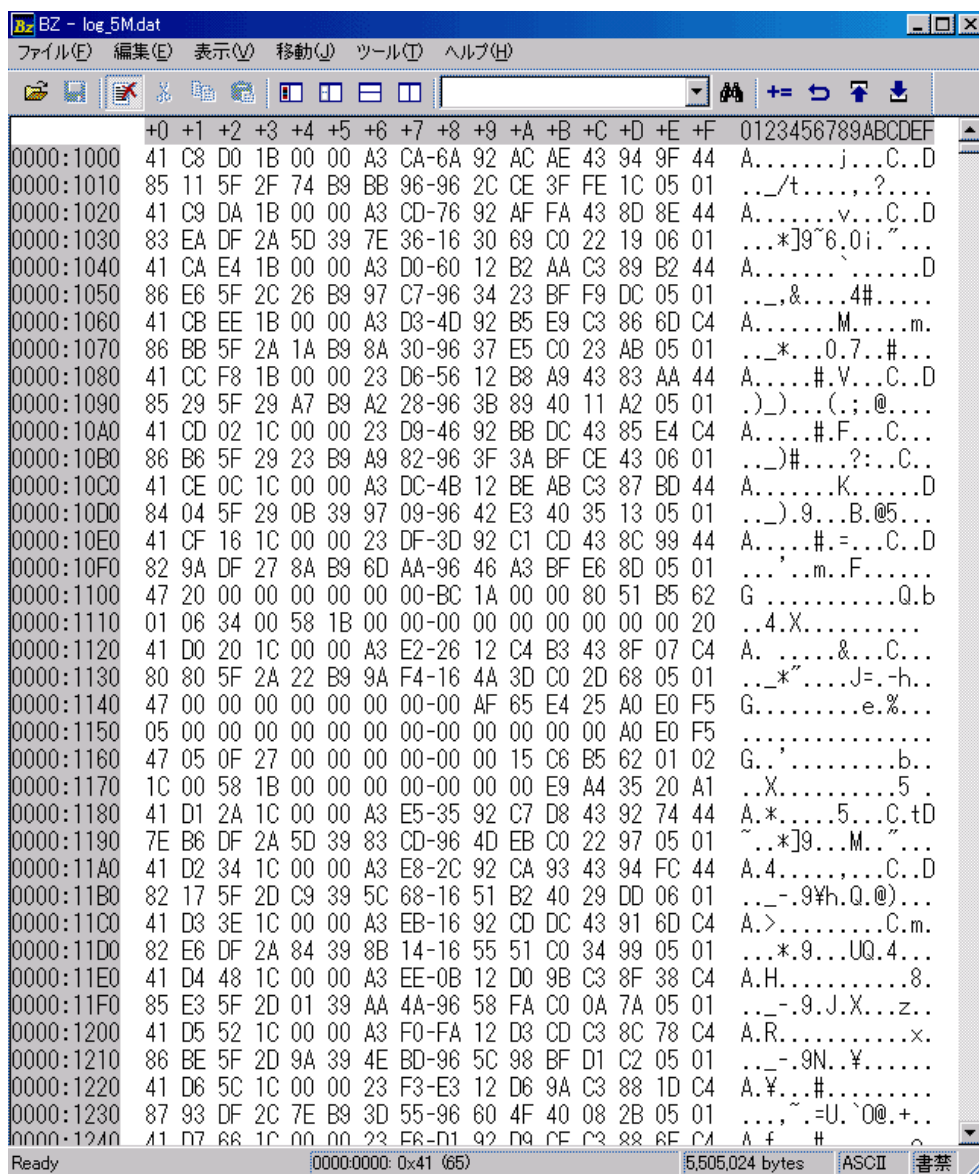 BZ - log_5M.dat
ファイル(F) 編集(E) 表示(V) 移動(J) ツール(T) ヘルプ(H)
+0 +1 +2 +3 +4 +5 +6 +7 +8 +9 +A +B +C +D +E +F 0123456789ABCDEF
0000:1000 41 C8 D0 1B 00 00 A3 CA-6A 92 AC AE 43 94 9F 44 A.......j...C..D
0000:1010 85 11 5F 2F 74 B9 BB 96-96 2C CE 3F FE 1C 05 01 .._/t....,.?....
0000:1020 41 C9 DA 1B 00 00 A3 CD-76 92 AF FA 43 8D 8E 44 A.......v...C..D
0000:1030 83 EA DF 2A 5D 39 7E 36-16 30 69 C0 22 19 06 01 ...*]9~6.0i."...
0000:1040 41 CA E4 1B 00 00 A3 D0-60 12 B2 AA C3 89 B2 44 A.......`......D
0000:1050 86 E6 5F 2C 26 B9 97 C7-96 34 23 BF F9 DC 05 01 .._,&....4#.....
0000:1060 41 CB EE 1B 00 00 A3 D3-4D 92 B5 E9 C3 86 6D C4 A.......M.....m.
0000:1070 86 BB 5F 2A 1A B9 8A 30-96 37 E5 C0 23 AB 05 01 .._*...0.7..#...
0000:1080 41 CC F8 1B 00 00 23 D6-56 12 B8 A9 43 83 AA 44 A.....#.V...C..D
0000:1090 85 29 5F 29 A7 B9 A2 28-96 3B 89 40 11 A2 05 01 .)_)...(.;.@....
0000:10A0 41 CD 02 1C 00 00 23 D9-46 92 BB DC 43 85 E4 C4 A.....#.F...C...
0000:10B0 86 B6 5F 29 23 B9 A9 82-96 3F 3A BF CE 43 06 01 .._)#....?:..C..
0000:10C0 41 CE 0C 1C 00 00 A3 DC-4B 12 BE AB C3 87 BD 44 A.......K......D
0000:10D0 84 04 5F 29 0B 39 97 09-96 42 E3 40 35 13 05 01 .._).9...B.@5...
0000:10E0 41 CF 16 1C 00 00 23 DF-3D 92 C1 CD 43 8C 99 44 A.....#.=...C..D
0000:10F0 82 9A DF 27 8A B9 6D AA-96 46 A3 BF E6 8D 05 01 ...'..m..F......
0000:1100 47 20 00 00 00 00 00 00-BC 1A 00 00 80 51 B5 62 G ...........Q.b
0000:1110 01 06 34 00 58 1B 00 00-00 00 00 00 00 00 00 20 ..4.X..........
0000:1120 41 D0 20 1C 00 00 A3 E2-26 12 C4 B3 43 8F 07 C4 A. .....&...C...
0000:1130 80 80 5F 2A 22 B9 9A F4-16 4A 3D C0 2D 68 05 01 .._*"....J=.-h..
0000:1140 47 00 00 00 00 00 00 00-00 AF 65 E4 25 A0 E0 F5 G.........e.%...
0000:1150 05 00 00 00 00 00 00 00-00 00 00 00 00 A0 E0 F5 ................
0000:1160 47 05 0F 27 00 00 00 00-00 00 15 C6 B5 62 01 02 G..'.........b..
0000:1170 1C 00 58 1B 00 00 00 00-00 00 00 E9 A4 35 20 A1 ..X..........5 .
0000:1180 41 D1 2A 1C 00 00 A3 E5-35 92 C7 D8 43 92 74 44 A.*.....5...C.tD
0000:1190 7E B6 DF 2A 5D 39 83 CD-96 4D EB C0 22 97 05 01 ~..*]9...M.."...
0000:11A0 41 D2 34 1C 00 00 A3 E8-2C 92 CA 93 43 94 FC 44 A.4.....,...C..D
0000:11B0 82 17 5F 2D C9 39 5C 68-16 51 B2 40 29 DD 06 01 .._-.9¥h.Q.@)...
0000:11C0 41 D3 3E 1C 00 00 A3 EB-16 92 CD DC 43 91 6D C4 A.>.........C.m.
0000:11D0 82 E6 DF 2A 84 39 8B 14-16 55 51 C0 34 99 05 01 ...*.9...UQ.4...
0000:11E0 41 D4 48 1C 00 00 A3 EE-0B 12 D0 9B C3 8F 38 C4 A.H...........8.
0000:11F0 85 E3 5F 2D 01 39 AA 4A-96 58 FA C0 0A 7A 05 01 .._-.9.J.X...z..
0000:1200 41 D5 52 1C 00 00 A3 F0-FA 12 D3 CD C3 8C 78 C4 A.R...........x.
0000:1210 86 BE 5F 2D 9A 39 4E BD-96 5C 98 BF D1 C2 05 01 .._-.9N..¥......
0000:1220 41 D6 5C 1C 00 00 23 F3-E3 12 D6 9A C3 88 1D C4 A.¥...#.........
0000:1230 87 93 DF 2C 7E B9 3D 55-96 60 4F 40 08 2B 05 01 ...,~.=U.`O@.+..
0000:1240 41 D7 66 1C 00 00 23 F6-D1 92 D9 CE C3 88 6F C4 A.f...#.......o.
Ready 0000:0000: 0x41 (65) 5,505,024 bytes ASCII 書禁